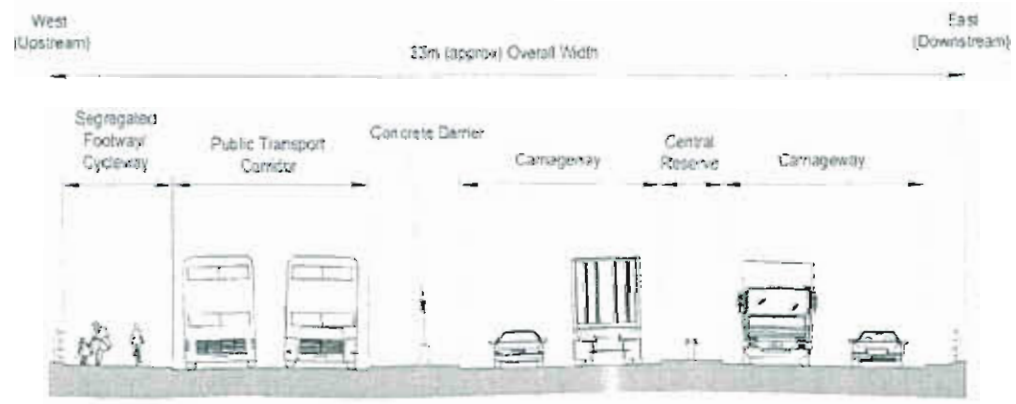 West
(Upstream)
East
(Downstream)
33m (approx) Overall Width
Segregated
Footway/
Cycleway
Public Transport
Corridor
Concrete Barrier
Carriageway
Central
Reserve
Carriageway